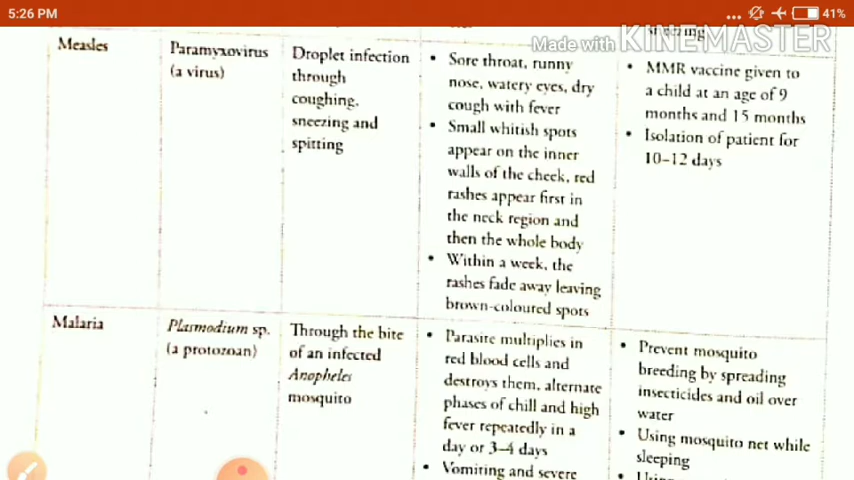 5:26 PM
41%
Made with KINEMASTER
sneezing
Measles
Paramyxovirus
(a virus)
Droplet infection
through
coughing,
sneezing and
spitting
• Sore throat, runny
nose, watery eyes, dry
cough with fever
• Small whitish spots
appear on the inner
walls of the cheek, red
rashes appear first in
the neck region and
then the whole body
• Within a week, the
rashes fade away leaving
brown-coloured spots
• MMR vaccine given to
a child at an age of 9
months and 15 months
• Isolation of patient for
10–12 days
Malaria
Plasmodium sp.
(a protozoan)
Through the bite
of an infected
Anopheles
mosquito
• Parasite multiplies in
red blood cells and
destroys them, alternate
phases of chill and high
fever repeatedly in a
day or 3–4 days
• Vomiting and severe
• Prevent mosquito
breeding by spreading
insecticides and oil over
water
• Using mosquito net while
sleeping